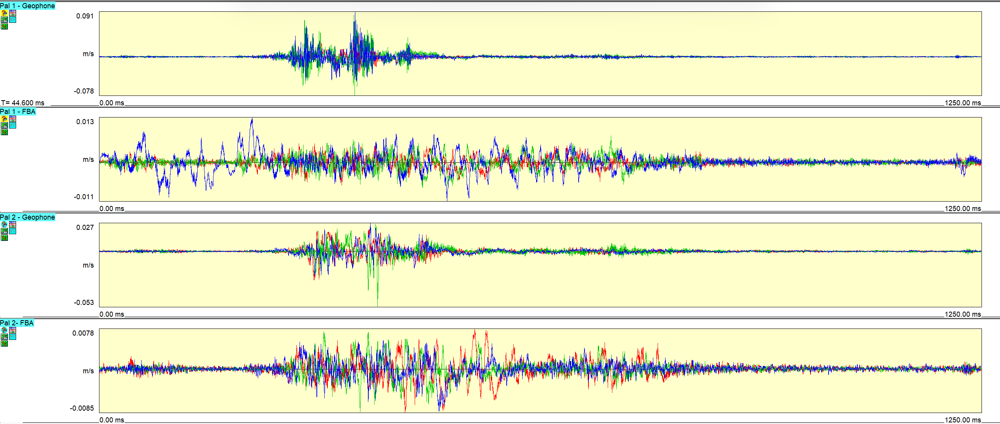 Pal 1 - Geophone
0.091
m/s
-0.078
T= 44.600 ms
0.00 ms
1250.00 ms
Pal 1 - FBA
0.013
m/s
-0.011
0.00 ms
1250.00 ms
Pal 2 - Geophone
0.027
m/s
-0.053
0.00 ms
1250.00 ms
Pal 2- FBA
0.0078
m/s
-0.0085
0.00 ms
1250.00 ms